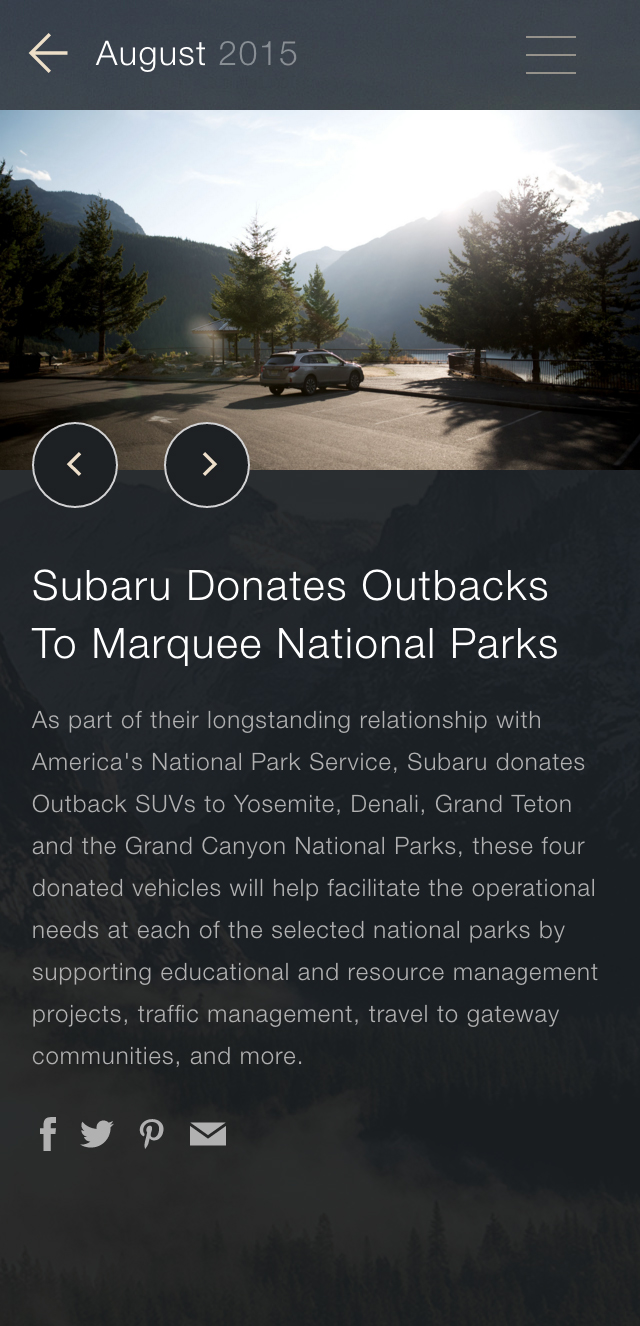 August 2015
Subaru Donates Outbacks
To Marquee National Parks
As part of their longstanding relationship with
America's National Park Service, Subaru donates
Outback SUVs to Yosemite, Denali, Grand Teton
and the Grand Canyon National Parks, these four
donated vehicles will help facilitate the operational
needs at each of the selected national parks by
supporting educational and resource management
projects, traffic management, travel to gateway
communities, and more.